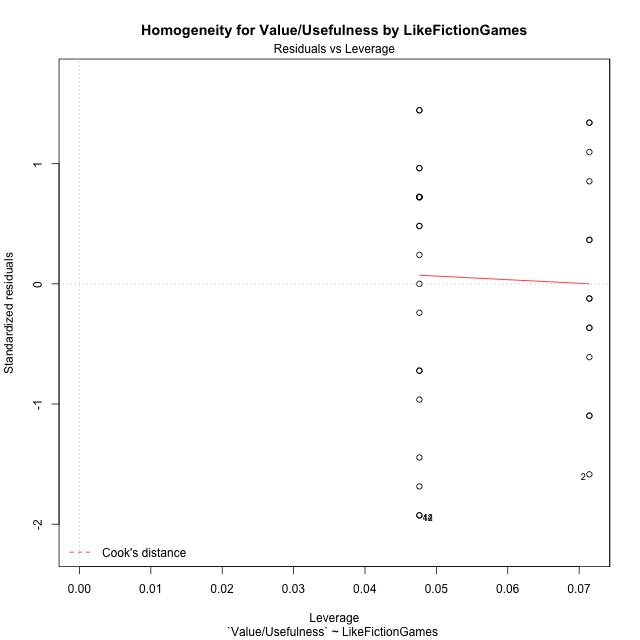 Homogeneity for Value/Usefulness by LikeFictionGames
Residuals vs Leverage
Standardized residuals
1
0
-1
-2
2
Cook's distance
0.00 0.01 0.02 0.03 0.04 0.05 0.06 0.07
Leverage
`Value/Usefulness` ~ LikeFictionGames